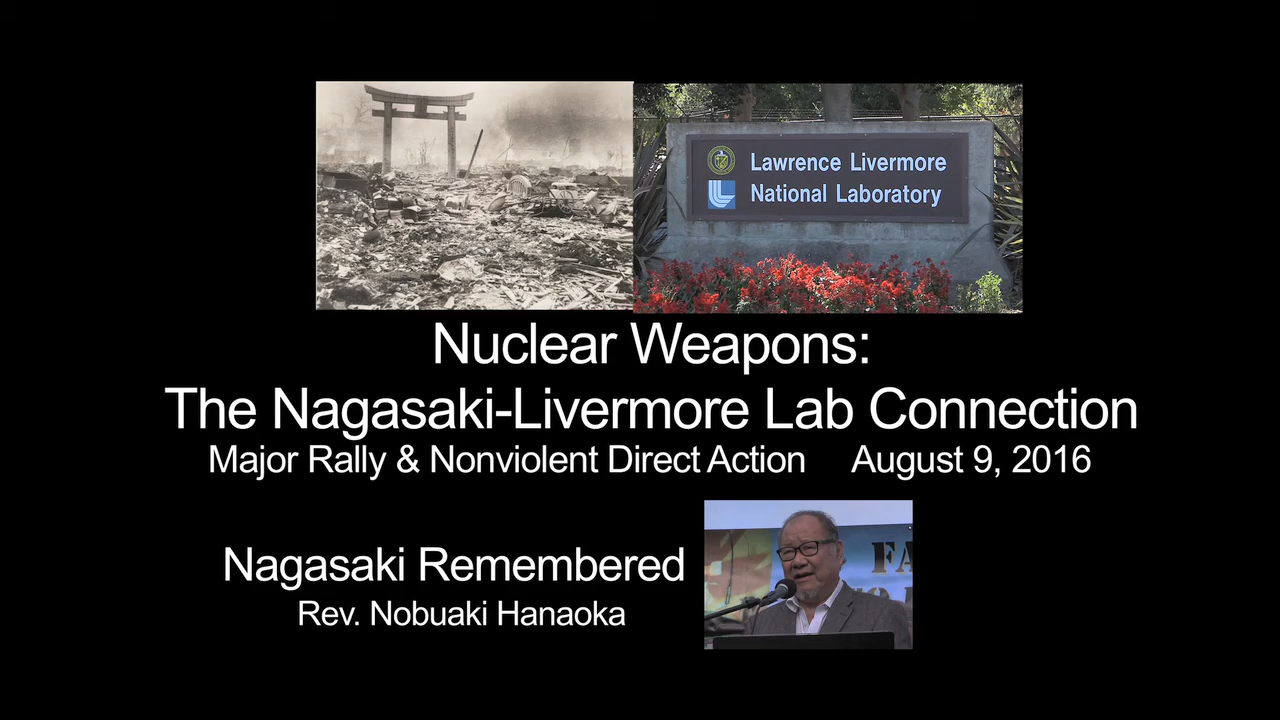 Lawrence Livermore
National Laboratory
Nuclear Weapons:
The Nagasaki-Livermore Lab Connection
Major Rally & Nonviolent Direct Action August 9, 2016
Nagasaki Remembered
Rev. Nobuaki Hanaoka